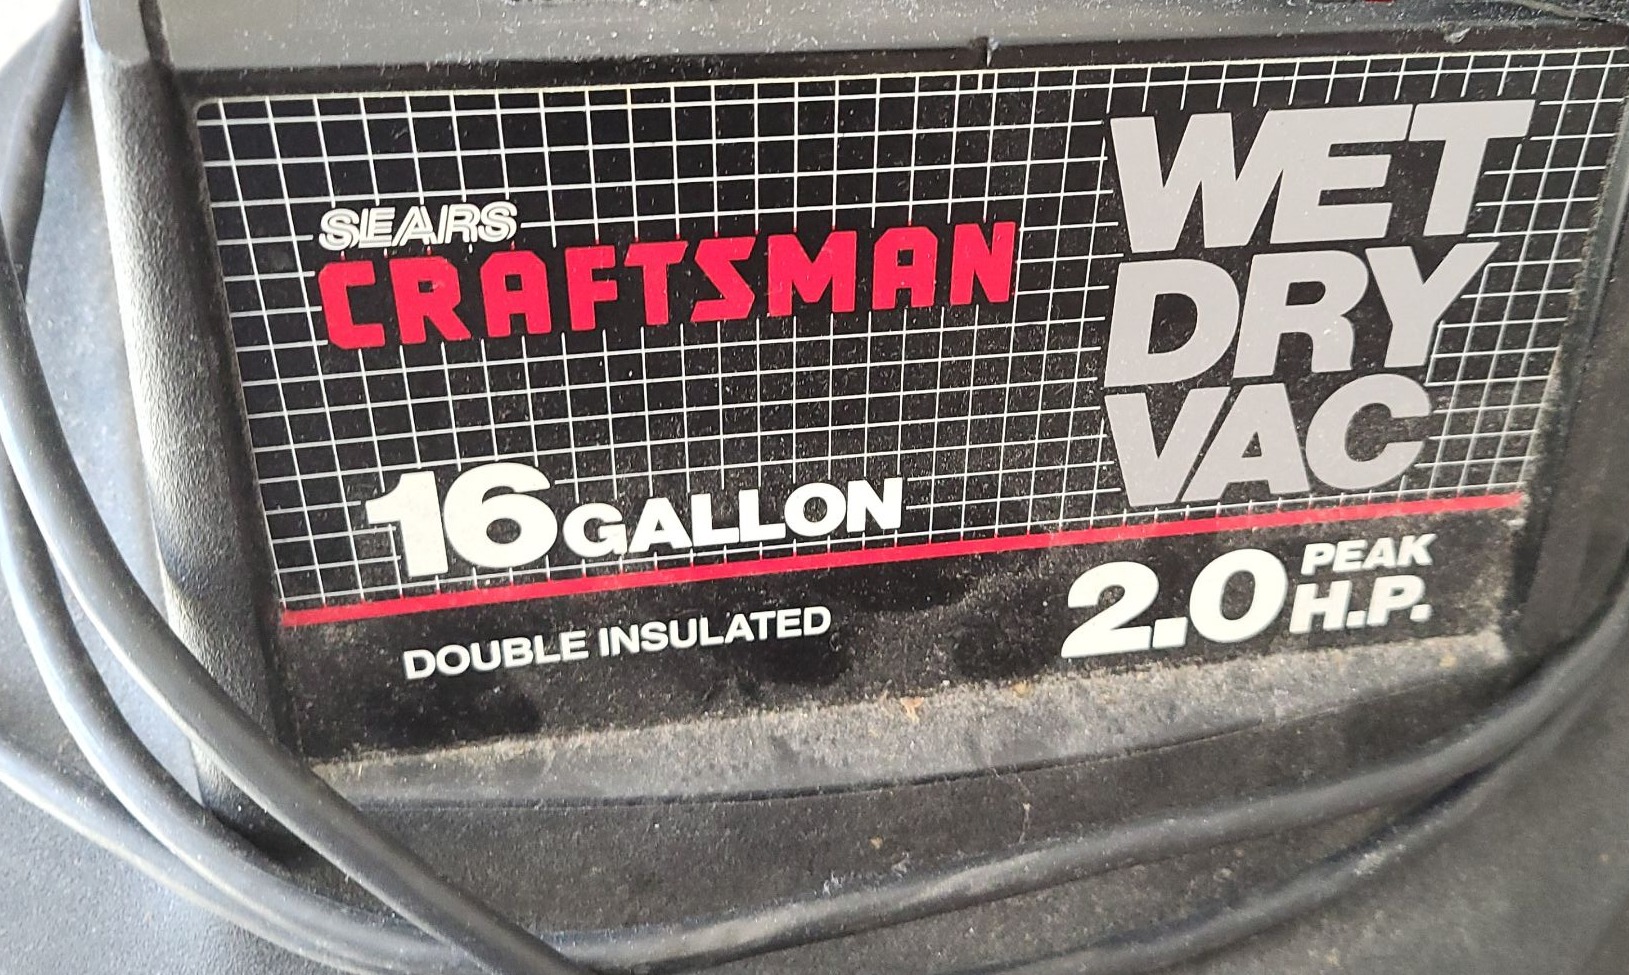 SEARS
CRAFTSMAN
WET
DRY
VAC
16 GALLON
DOUBLE INSULATED
2.0 PEAK
H.P.